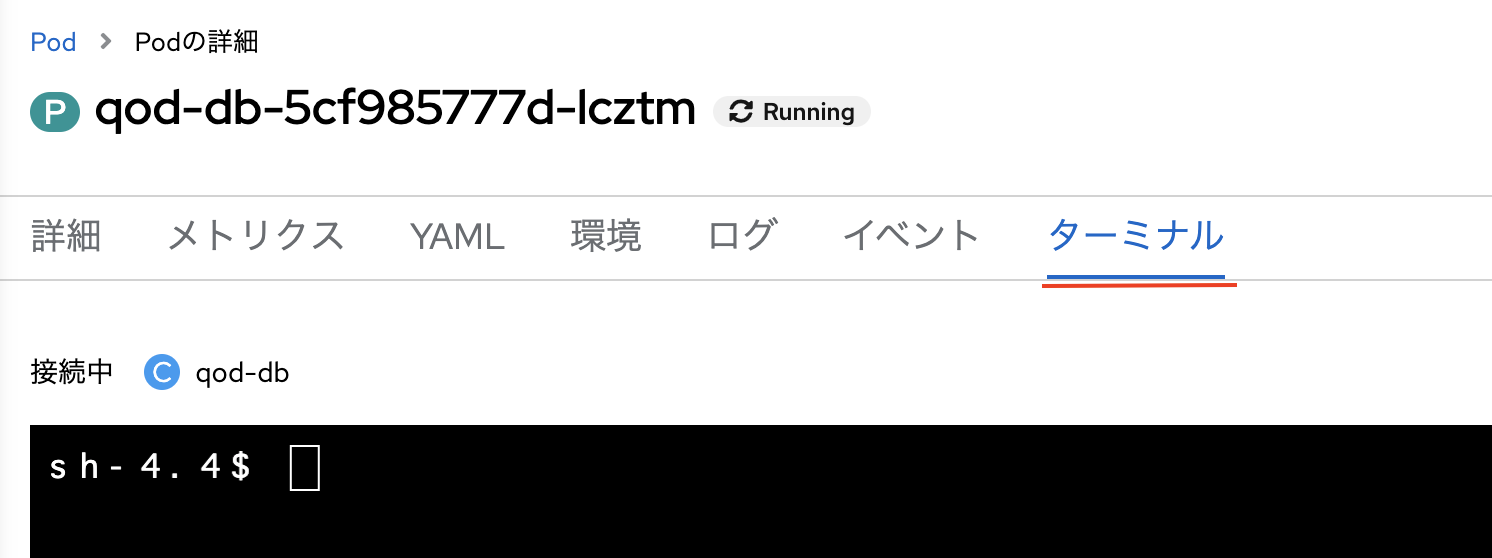 Pod > Podの詳細
P qod-db-5cf985777d-lcztm Running
詳細 メトリクス YAML 環境 ログ イベント ターミナル
接続中 C qod-db
sh-4.4$